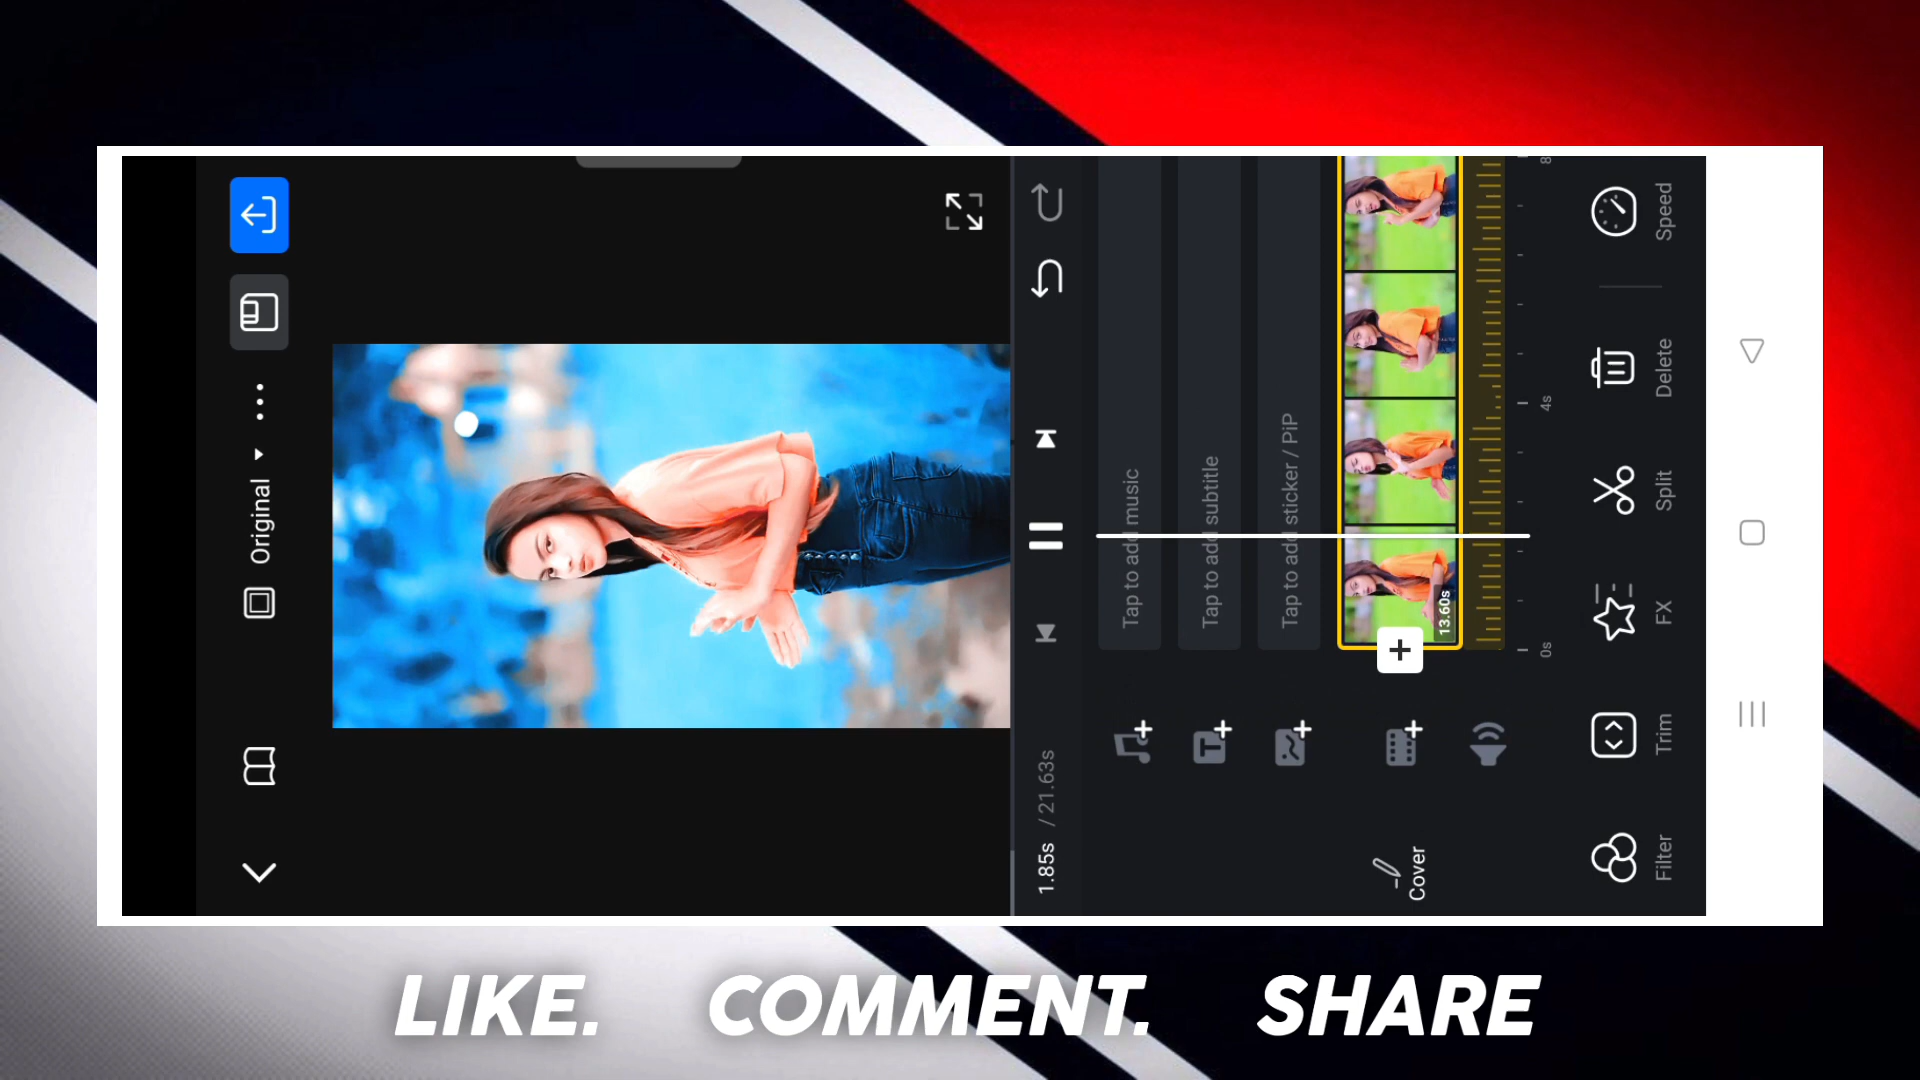 Original
1.85s / 21.63s
Tap to add music
Tap to add subtitle
Tap to add sticker / PiP
Cover
13.60s
0s
4s
8
Filter
Trim
FX
Split
Delete
Speed
LIKE. COMMENT. SHARE